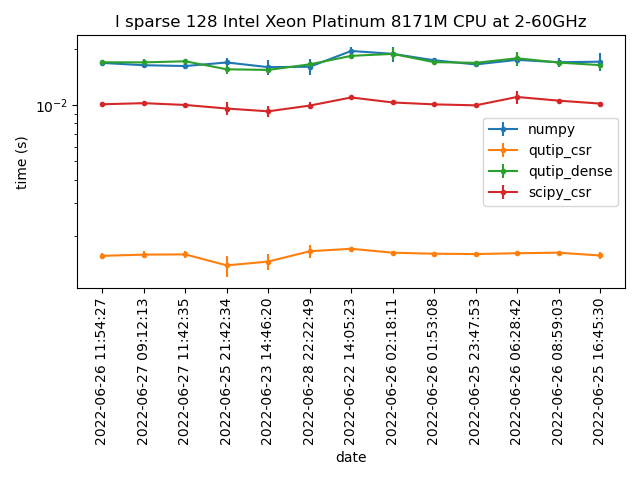 l sparse 128 Intel Xeon Platinum 8171M CPU at 2-60GHz
time (s)
10^-2
numpy
qutip_csr
qutip_dense
scipy_csr
2022-06-26 11:54:27
2022-06-27 09:12:13
2022-06-27 11:42:35
2022-06-25 21:42:34
2022-06-23 14:46:20
2022-06-28 22:22:49
2022-06-22 14:05:23
2022-06-26 02:18:11
2022-06-26 01:53:08
2022-06-25 23:47:53
2022-06-26 06:28:42
2022-06-26 08:59:03
2022-06-25 16:45:30
date